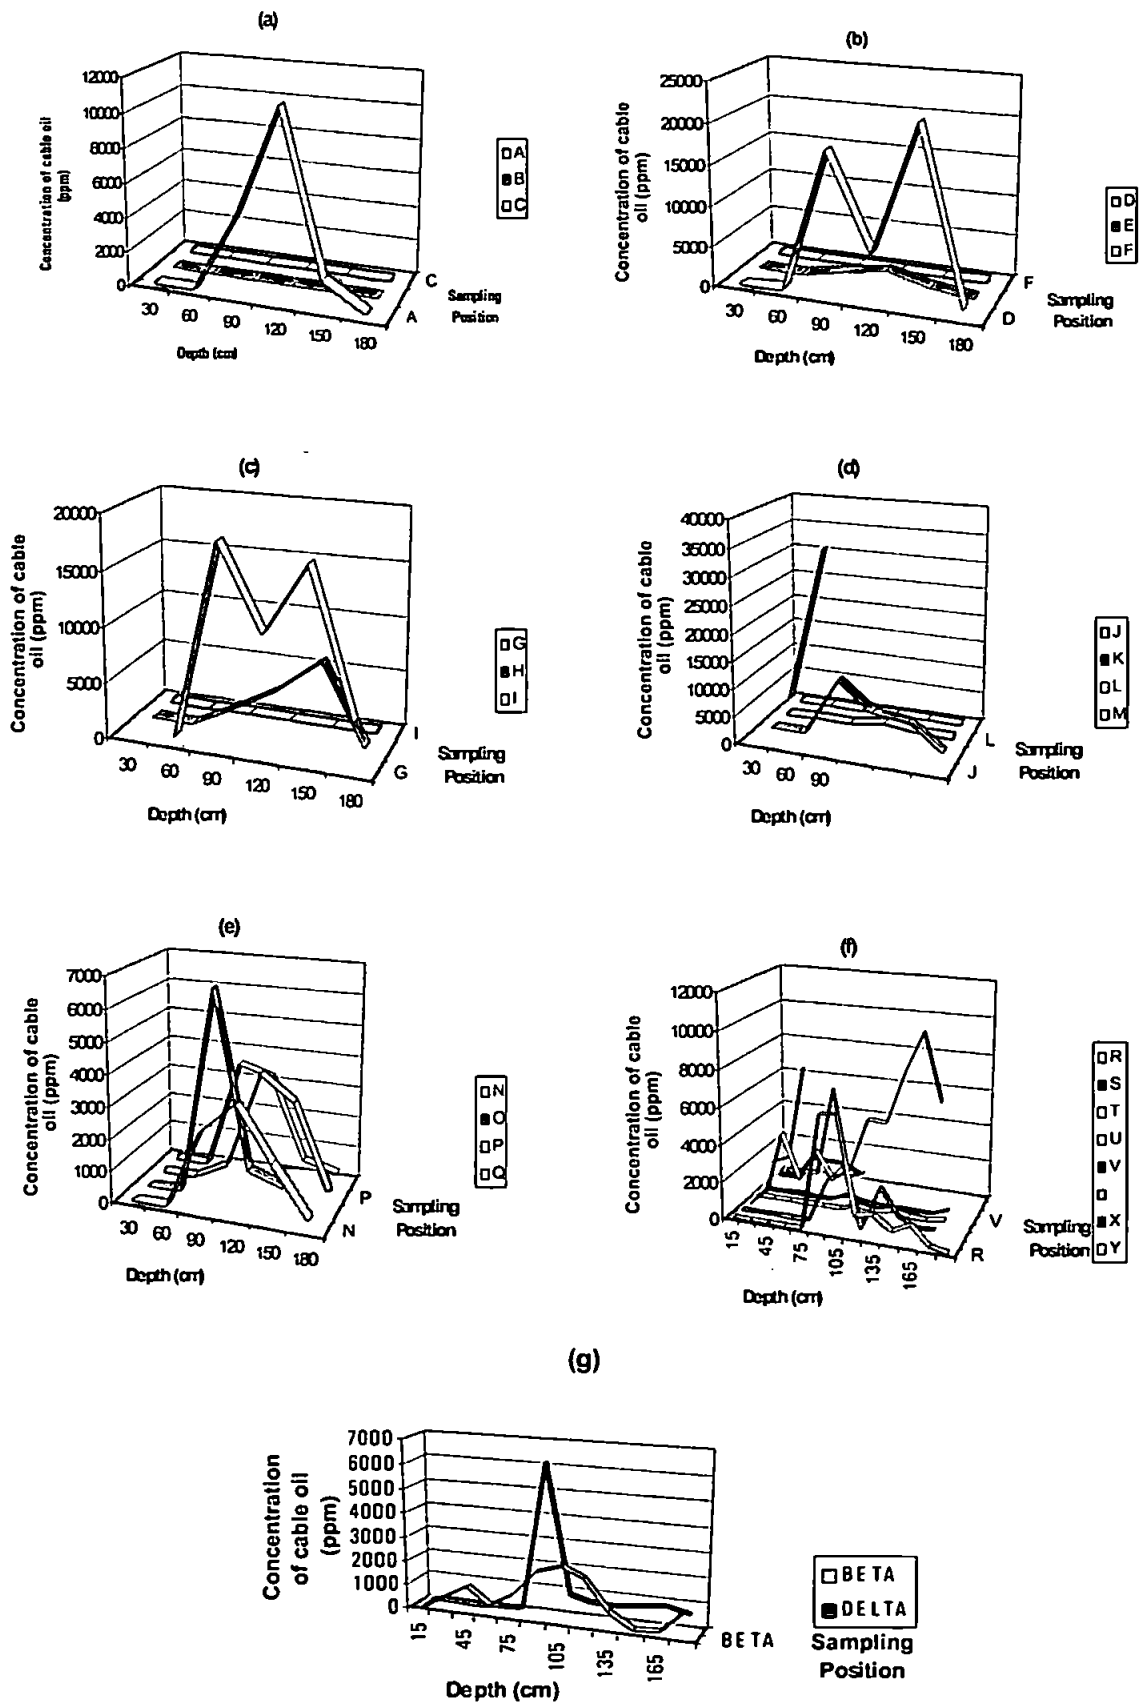 (a)
12000
10000
8000
6000
4000
2000
0
Concentration of cable oil
(ppm)
30
60
90
120
150
180
Depth (cm)
C
A
Sampling
Position
A
B
C
(b)
25000
20000
15000
10000
5000
0
Concentration of cable
oil (ppm)
30
60
90
120
150
180
Depth (cm)
F
D
Sampling
Position
D
E
F
(c)
20000
15000
10000
5000
0
Concentration of cable
oil (ppm)
30
60
90
120
150
180
Depth (cm)
I
G
Sampling
Position
G
H
I
(d)
40000
35000
30000
25000
20000
15000
10000
5000
0
Concentration of cable
oil (ppm)
30
60
90
Depth (cm)
L
J
Sampling
Position
J
K
L
M
(e)
7000
6000
5000
4000
3000
2000
1000
0
Concentration of cable
oil (ppm)
30
60
90
120
150
180
Depth (cm)
P
N
Sampling
Position
N
O
P
Q
(f)
12000
10000
8000
6000
4000
2000
0
Concentration of cable
oil (ppm)
15
45
75
105
135
165
Depth (cm)
V
R
Sampling
Position
R
S
T
U
V
X
Y
(g)
7000
6000
5000
4000
3000
2000
1000
0
Concentration
of cable oil
(ppm)
15
45
75
105
135
165
Depth (cm)
BETA
Sampling
Position
BETA
DELTA